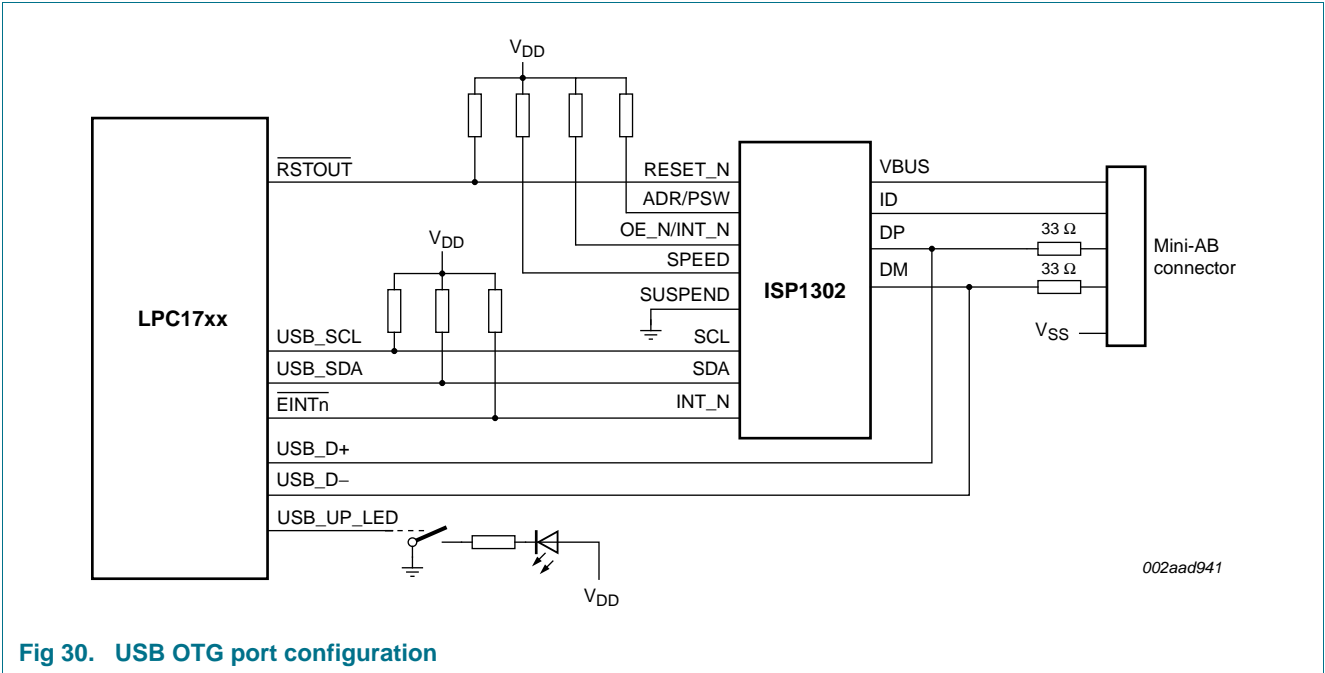 VDD
RSTOUT
RESET_N
VBUS
ADR/PSW
ID
OE_N/INT_N
DP
33 Ω
VDD
SPEED
DM
33 Ω
Mini-AB
connector
SUSPEND
ISP1302
LPC17xx
VSS
USB_SCL
SCL
USB_SDA
SDA
EINTn
INT_N
USB_D+
USB_D−
USB_UP_LED
VDD
002aad941
Fig 30. USB OTG port configuration